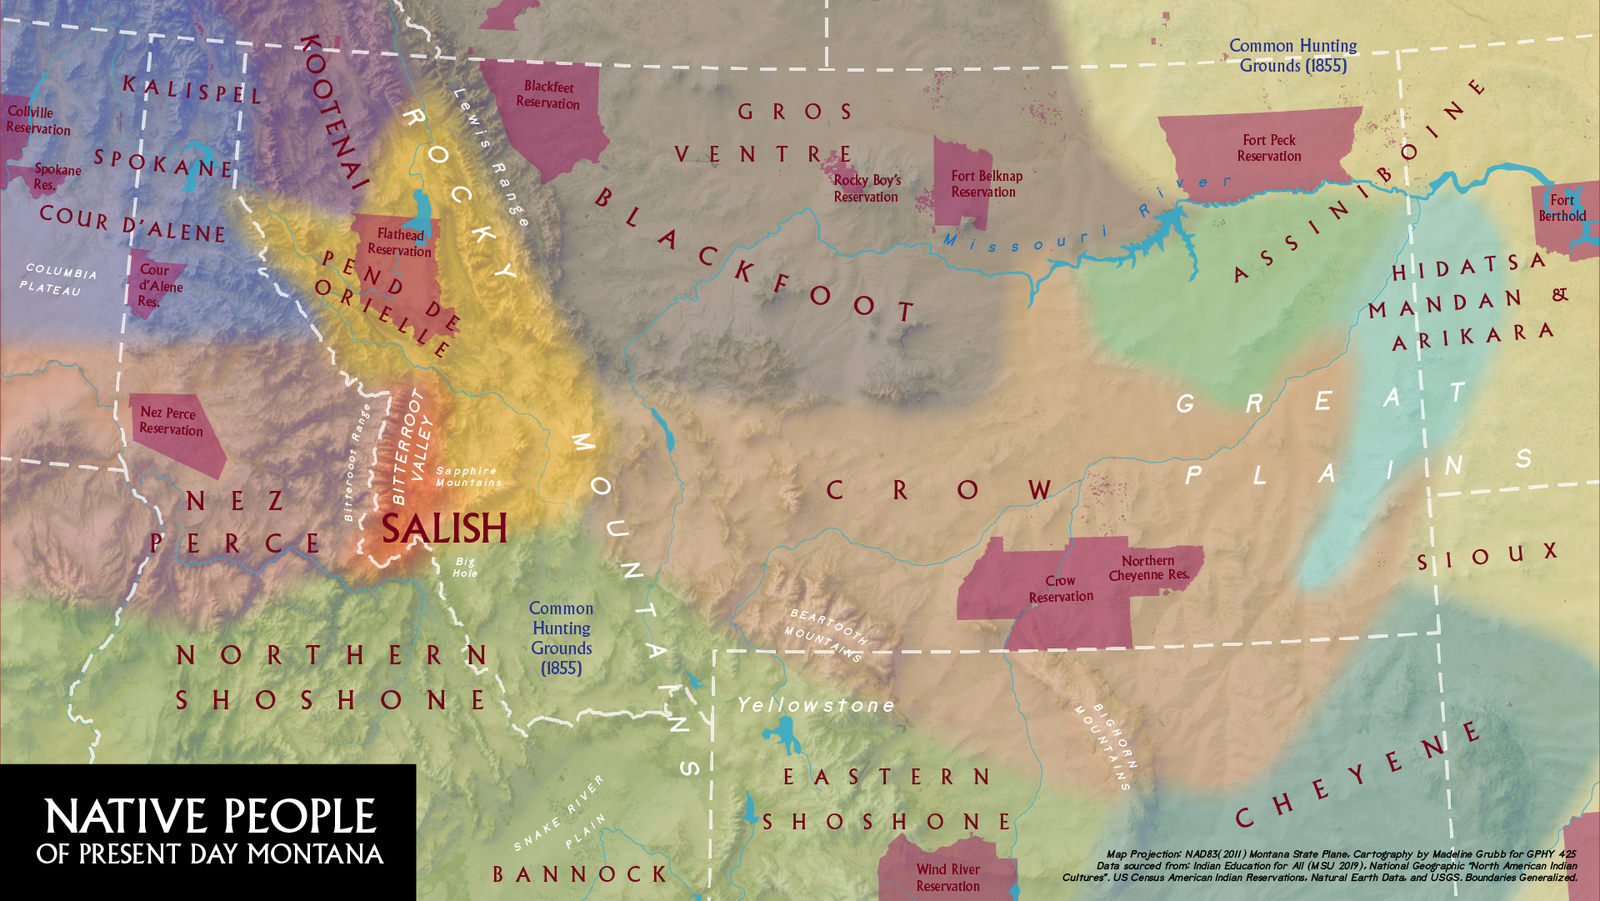 Common Hunting
Grounds (1855)
KOOTENAI
KALISPEL
Blackfeet
Reservation
ROCKY
Lewis Range
GROS
VENTRE
ASSINIBOINE
Collville
Reservation
SPOKANE
Spokane
Res.
Rocky Boy's
Reservation
Fort Belknap
Reservation
Fort Peck
Reservation
Fort
Berthold
BLACKFOOT
Missouri River
COUR D'ALENE
Flathead
Reservation
PEND DE
ORIELLE
COLUMBIA
PLATEAU
Cour
d'Alene
Res.
HIDATSA
MANDAN &
ARIKARA
GREAT
PLAINS
Nez Perce
Reservation
Bitterooot Range
BITTERROOT
VALLEY
Sapphire
Mountains
MOUNTAINS
CROW
NEZ
PERCE
SALISH
Big
Hole
SIOUX
Crow
Reservation
Northern
Cheyenne Res.
Common
Hunting
Grounds
(1855)
BEARTOOTH
MOUNTAINS
NORTHERN
SHOSHONE
Yellowstone
BIGHORN
MOUNTAINS
CHEYENE
EASTERN
SHOSHONE
SNAKE RIVER
PLAIN
BANNOCK
Wind River
Reservation
NATIVE PEOPLE
OF PRESENT DAY MONTANA
Map Projection: NAD83(2011) Montana State Plane, Cartography by Madeline Grubb for GPHY 425
Data sourced from: Indian Education for All (MSU 2019), National Geographic "North American Indian
Cultures", US Census American Indian Reservations, Natural Earth Data, and USGS. Boundaries Generalized.